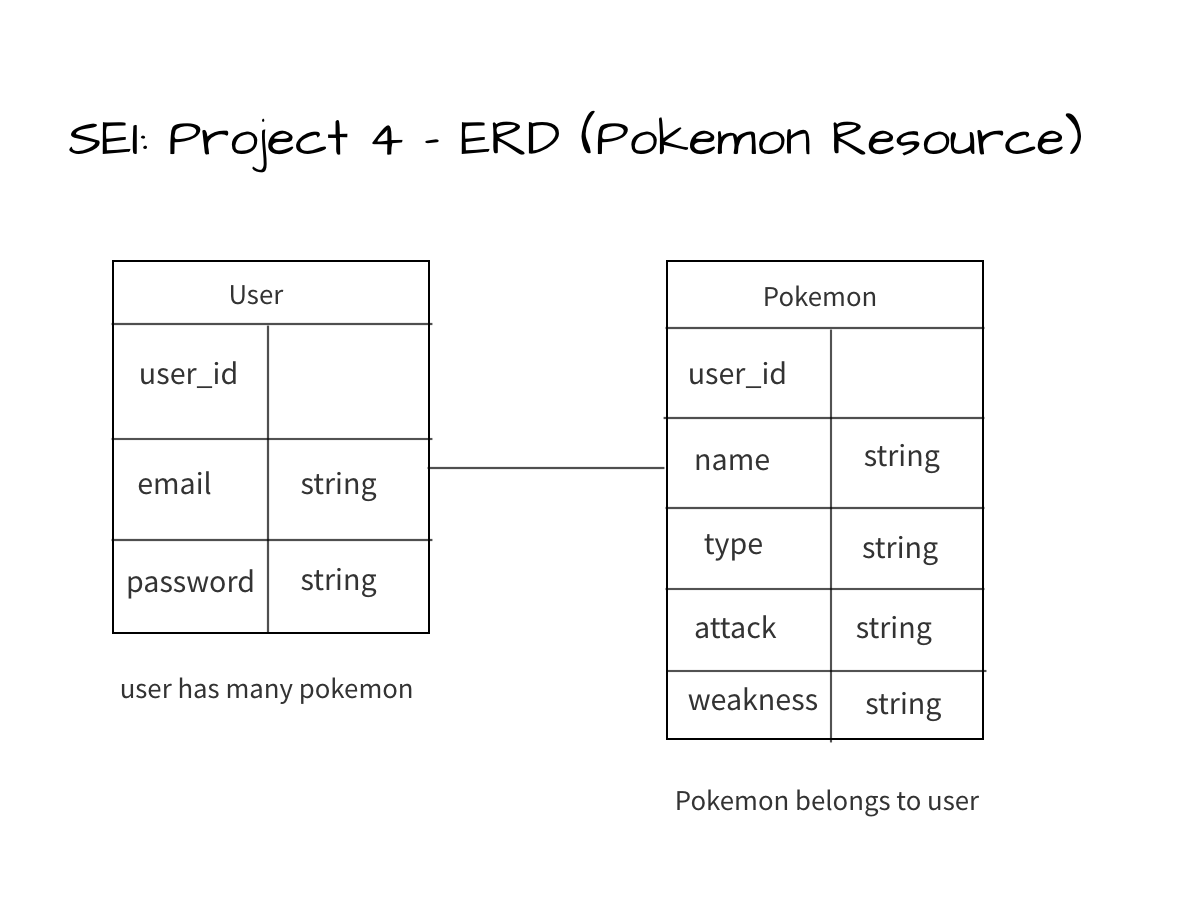 SEI: Project 4 - ERD (Pokemon Resource)
User
user_id
email string
password string
user has many pokemon
Pokemon
user_id
name string
type string
attack string
weakness string
Pokemon belongs to user